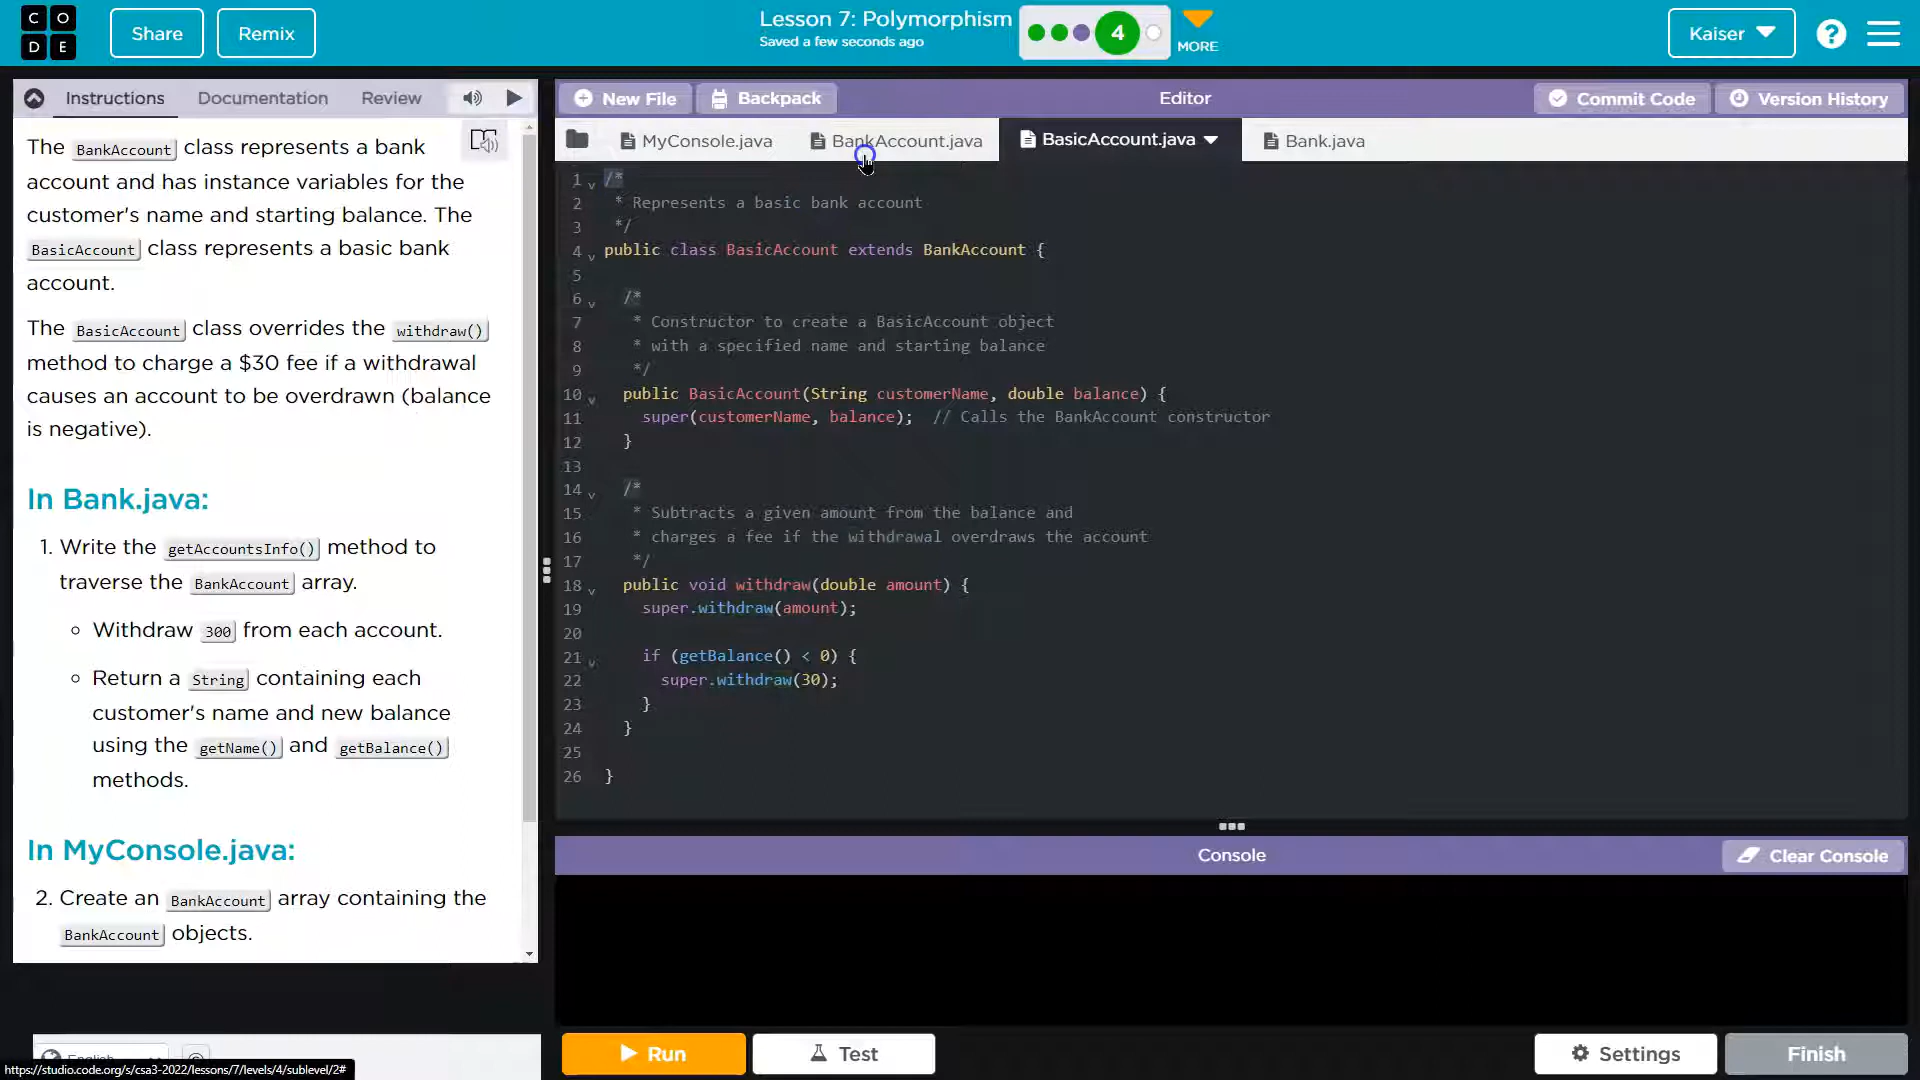 CODE
Share
Remix
Lesson 7: Polymorphism
Saved a few seconds ago
4
MORE
Kaiser
?
Instructions
Documentation
Review
New File
Backpack
Editor
Commit Code
Version History
MyConsole.java
BankAccount.java
BasicAccount.java
Bank.java
The BankAccount class represents a bank
account and has instance variables for the
customer's name and starting balance. The
BasicAccount class represents a basic bank
account.
The BasicAccount class overrides the withdraw()
method to charge a $30 fee if a withdrawal
causes an account to be overdrawn (balance
is negative).
In Bank.java:
1. Write the getAccountsInfo() method to
traverse the BankAccount array.
Withdraw 300 from each account.
Return a String containing each
customer's name and new balance
using the getName() and getBalance()
methods.
In MyConsole.java:
2. Create an BankAccount array containing the
BankAccount objects.
1 /*
2 * Represents a basic bank account
3 */
4 public class BasicAccount extends BankAccount {
5
6 /*
7 * Constructor to create a BasicAccount object
8 * with a specified name and starting balance
9 */
10 public BasicAccount(String customerName, double balance) {
11 super(customerName, balance); // Calls the BankAccount constructor
12 }
13
14 /*
15 * Subtracts a given amount from the balance and
16 * charges a fee if the withdrawal overdraws the account
17 */
18 public void withdraw(double amount) {
19 super.withdraw(amount);
20
21 if (getBalance() < 0) {
22 super.withdraw(30);
23 }
24 }
25
26 }
Console
Clear Console
English
https://studio.code.org/s/csa3-2022/lessons/7/levels/4/sublevel/2#
Run
Test
Settings
Finish